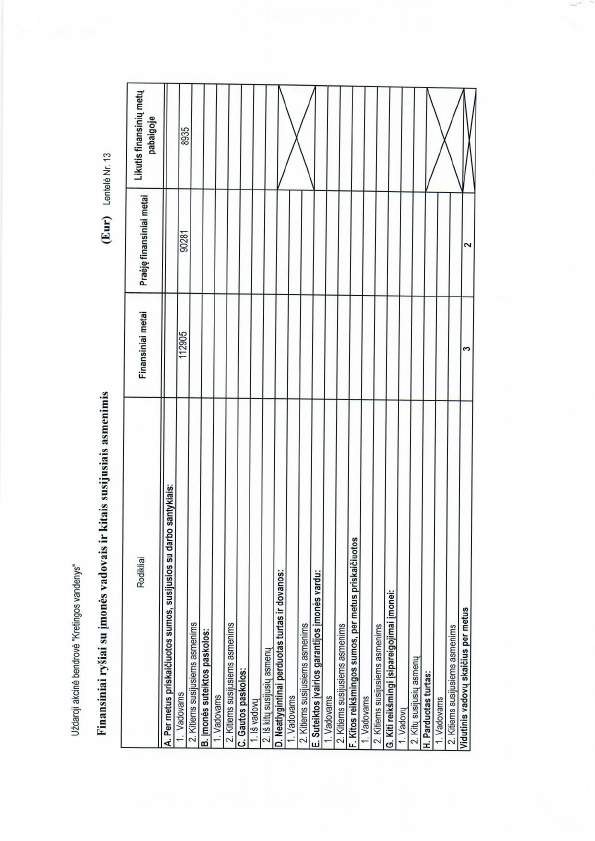 Uždaroji akcinė bendrovė "Kretingos vandenys"
Finansiniai ryšiai su įmonės vadovais ir kitais susijusiais asmenimis (Eur) Lentelė Nr. 13
Rodikliai Finansiniai metai Praėję finansiniai metai Likutis finansinių metų pabaigoje
A. Per metus priskaičiuotos sumos, susijusios su darbo santykiais:
1. Vadovams 112905 90281 8935
2. Kitiems susijusiems asmenims
B. Įmonės suteiktos paskolos:
1. Vadovams
2. Kitiems susijusiems asmenims
C. Gautos paskolos:
1. Iš vadovų
2. Iš kitų susijusių asmenų
D. Neatlygintinai perduotas turtas ir dovanos:
1. Vadovams
2. Kitiems susijusiems asmenims
E. Suteiktos įvairios garantijos įmonės vardu:
1. Vadovams
2. Kitiems susijusiems asmenims
F. Kitos reikšmingos sumos, per metus priskaičiuotos
1. Vadovams
2. Kitiems susijusiems asmenims
G. Kiti reikšmingi įsipareigojimai įmonei:
1. Vadovų
2. Kitų susijusių asmenų
H. Parduotas turtas:
1. Vadovams
2. Kitiems susijusiems asmenims
Vidutinis vadovų skaičius per metus 3 2